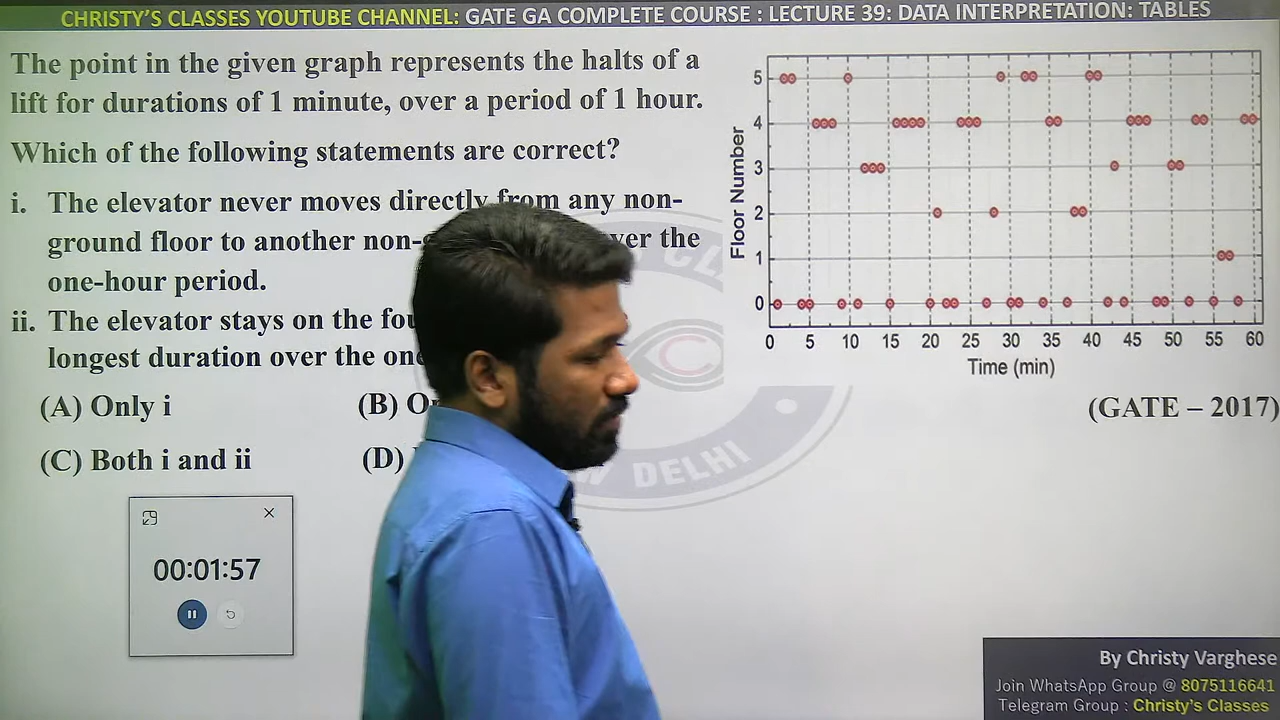 CHRISTY'S CLASSES YOUTUBE CHANNEL: GATE GA COMPLETE COURSE : LECTURE 39: DATA INTERPRETATION: TABLES
The point in the given graph represents the halts of a
lift for durations of 1 minute, over a period of 1 hour.
Which of the following statements are correct?
i. The elevator never moves directly from any non-
ground floor to another non- over the
one-hour period.
ii. The elevator stays on the
longest duration over the
(A) Only i
(B)
(C) Both i and ii
(D)
00:01:57
Floor Number
5
4
3
2
1
0
0 5 10 15 20 25 30 35 40 45 50 55 60
Time (min)
(GATE – 2017)
DELHI
By Christy Varghese
Join WhatsApp Group @ 8075116641
Telegram Group : Christy's Classes